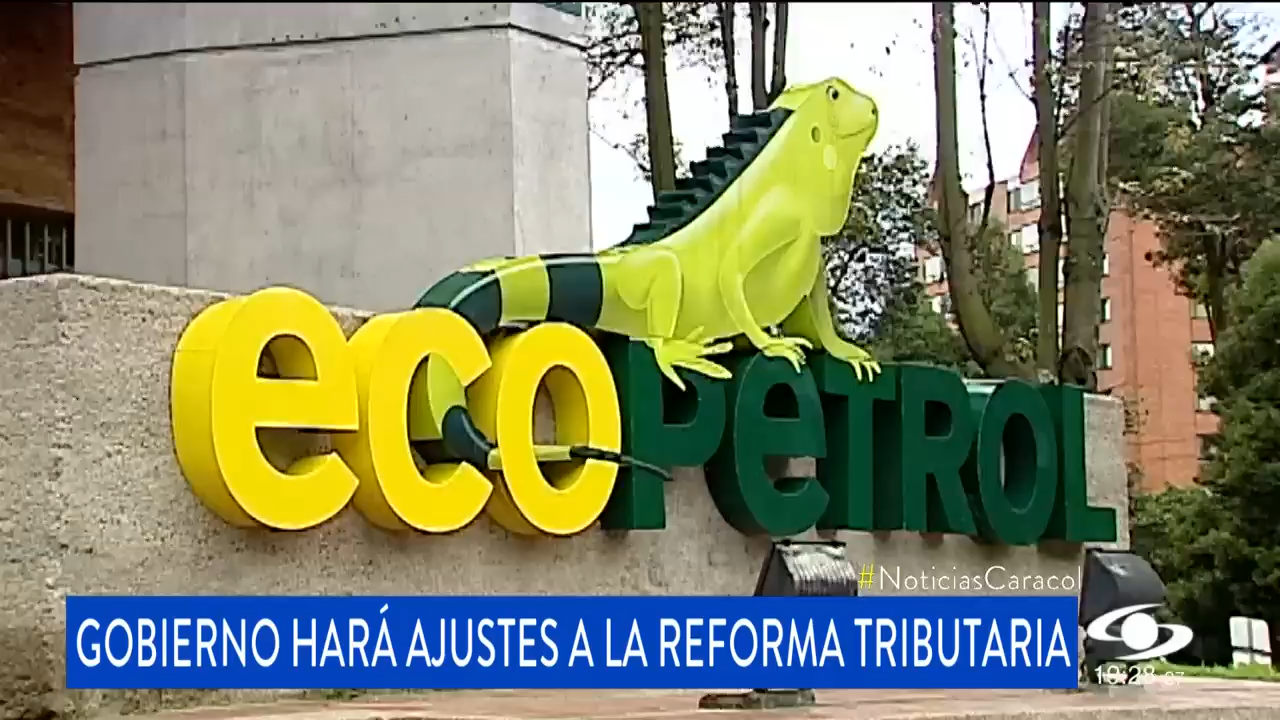 ecoPeTROL
#NoticiasCaracol
GOBIERNO HARÁ AJUSTES A LA REFORMA TRIBUTARIA